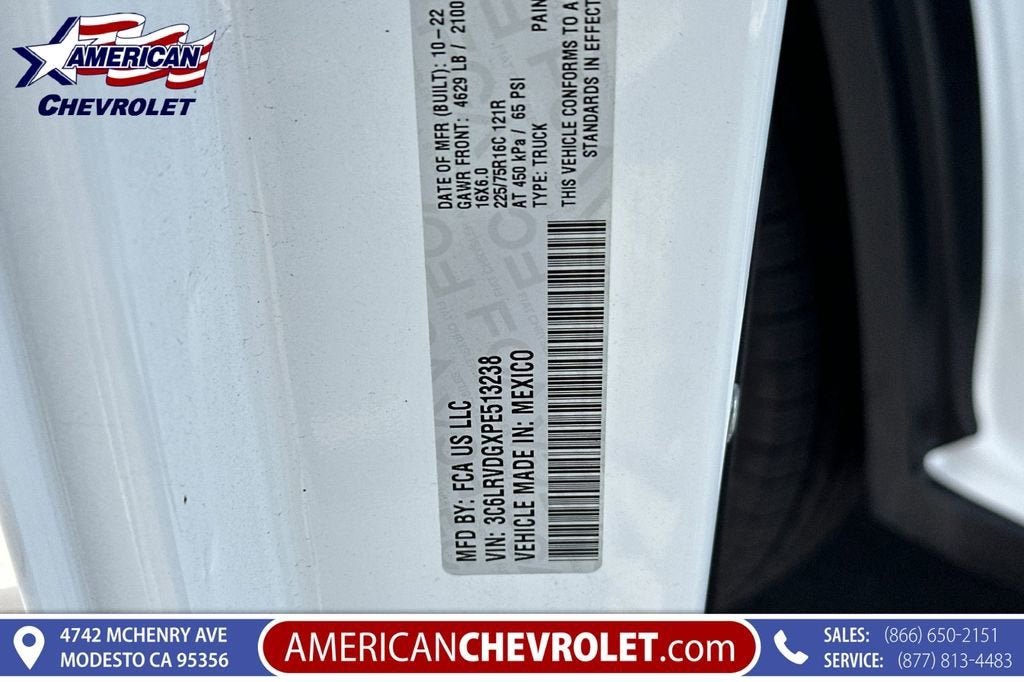 AMERICAN
CHEVROLET
MFD BY: FCA US LLC
DATE OF MFR (BUILT): 10-22
VIN: 3C6LRVDGXPE513238
GAWR FRONT: 4629 LB / 2100
16X6.0
VEHICLE MADE IN: MEXICO
225/75R16C 121R
AT 450 kPa / 65 PSI
TYPE: TRUCK PAIN
THIS VEHICLE CONFORMS TO A
STANDARDS IN EFFECT
4742 MCHENRY AVE
MODESTO CA 95356
AMERICANCHEVROLET.com
SALES: (866) 650-2151
SERVICE: (877) 813-4483